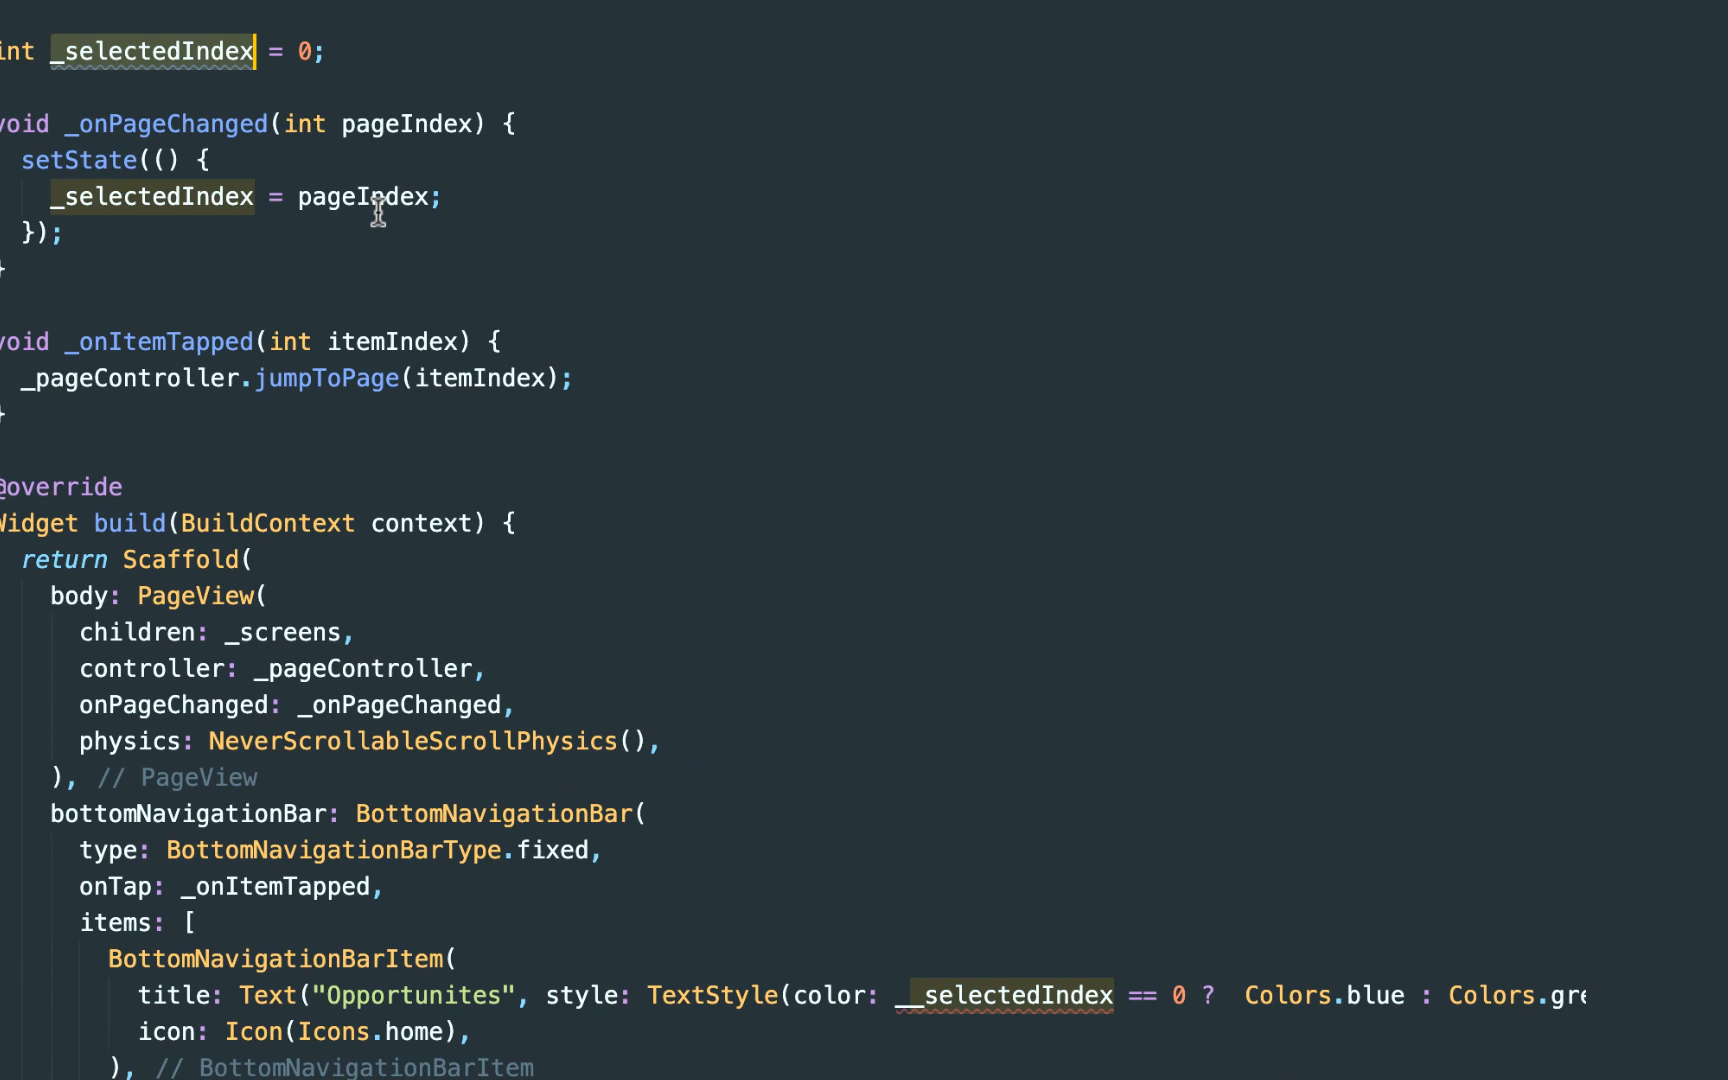 int _selectedIndex = 0;
void _onPageChanged(int pageIndex) {
setState(() {
_selectedIndex = pageIndex;
});
}
void _onItemTapped(int itemIndex) {
_pageController.jumpToPage(itemIndex);
}
@override
Widget build(BuildContext context) {
return Scaffold(
body: PageView(
children: _screens,
controller: _pageController,
onPageChanged: _onPageChanged,
physics: NeverScrollableScrollPhysics(),
), // PageView
bottomNavigationBar: BottomNavigationBar(
type: BottomNavigationBarType.fixed,
onTap: _onItemTapped,
items: [
BottomNavigationBarItem(
title: Text("Opportunites", style: TextStyle(color: __selectedIndex == 0 ?  Colors.blue : Colors.gre
icon: Icon(Icons.home),
), // BottomNavigationBarItem